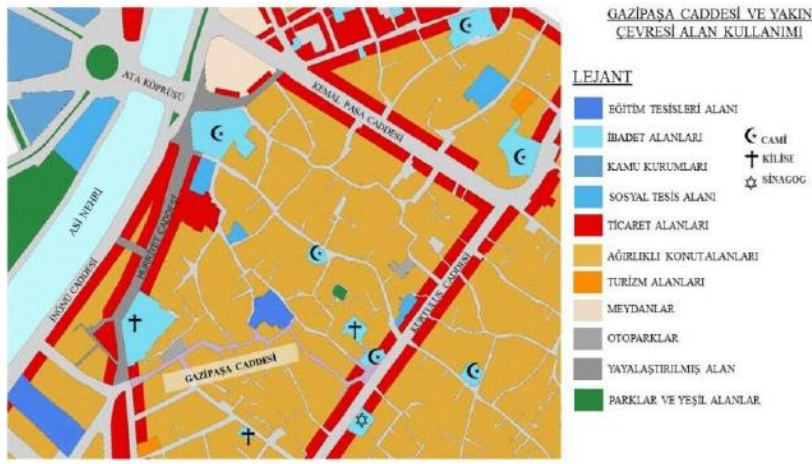 GAZİPAŞA CADDESİ VE YAKIN
ÇEVRESİ ALAN KULLANIMI
LEJANT
EĞİTİM TESİSLERİ ALANI
İBADET ALANLARI
KAMU KURUMLARI
SOSYAL TESİS ALANI
TİCARET ALANLARI
AĞIRLIKLI KONUT ALANLARI
TURİZM ALANLARI
MEYDANLAR
OTOPARKLAR
YAYALAŞTIRILMIŞ ALAN
PARKLAR VE YEŞİL ALANLAR
CAMİ
KİLİSE
SİNAGOG
ATA KÖPRÜSÜ
KEMAL PAŞA CADDESİ
ASİ NEHRİ
HÜRRİYET CADDESİ
İNÖNÜ CADDESİ
KURTULUŞ CADDESİ
GAZİPAŞA CADDESİ